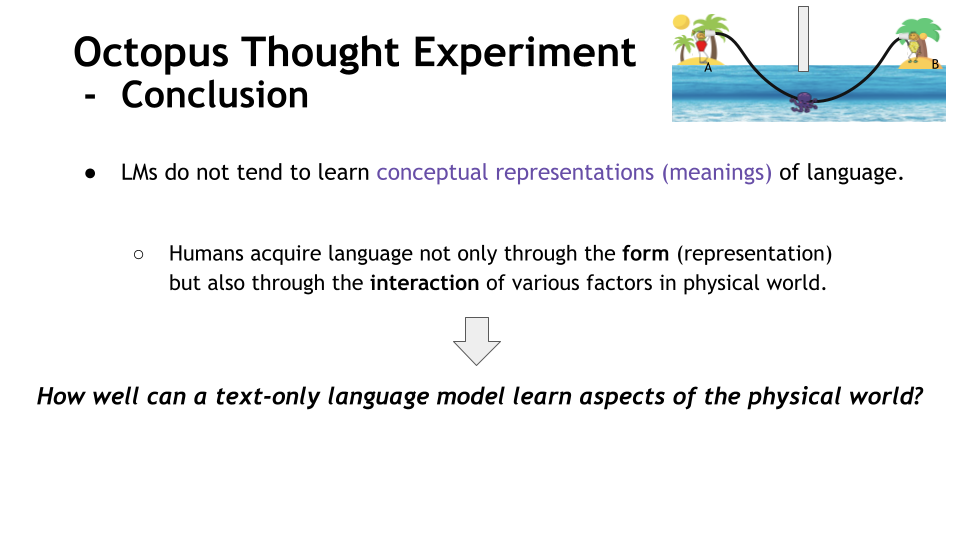 Octopus Thought Experiment
- Conclusion
A
B
● LMs do not tend to learn conceptual representations (meanings) of language.
○ Humans acquire language not only through the form (representation)
but also through the interaction of various factors in physical world.
How well can a text-only language model learn aspects of the physical world?